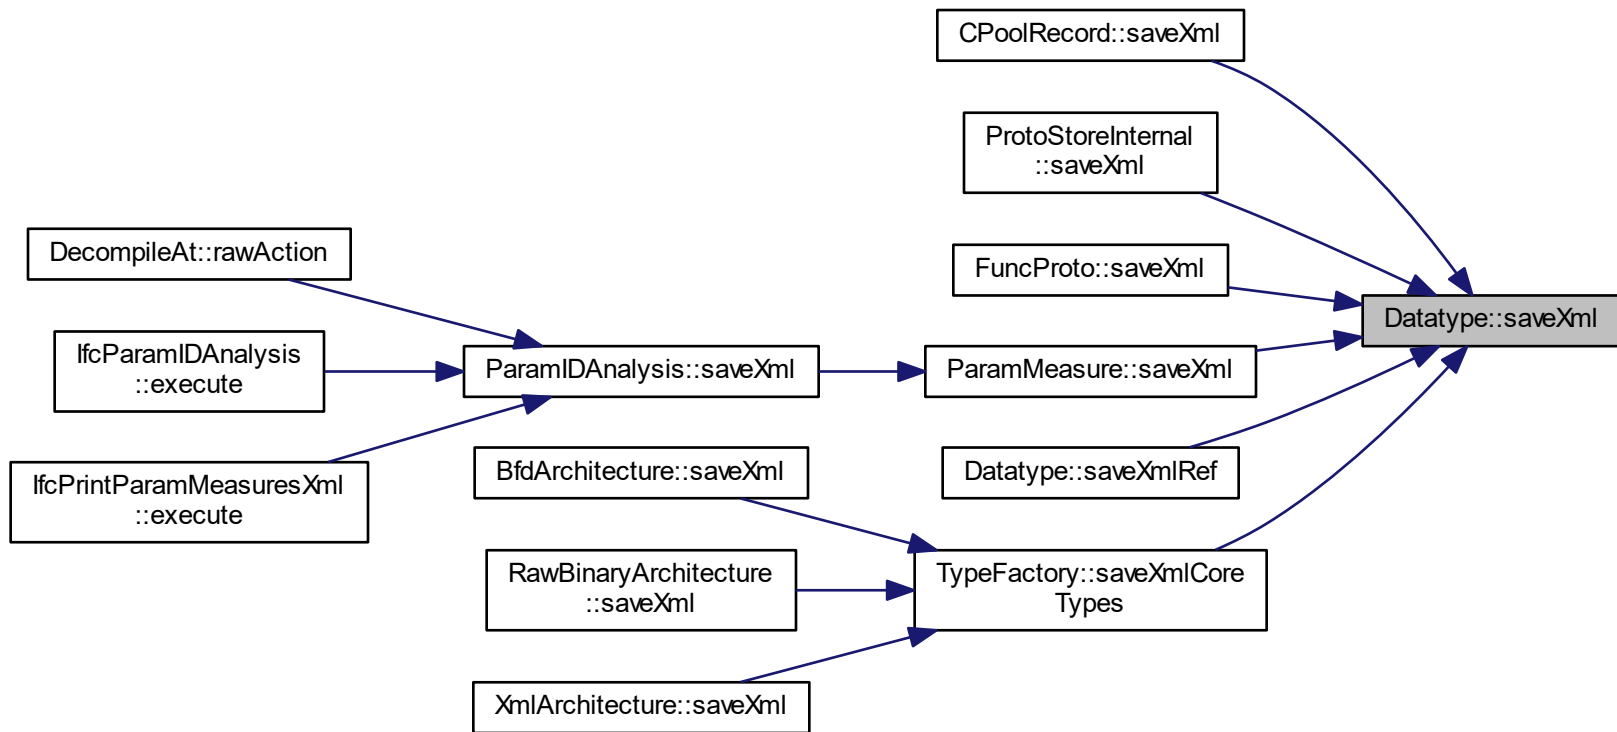 CPoolRecord::saveXml
ProtoStoreInternal
::saveXml
DecompileAt::rawAction
FuncProto::saveXml
Datatype::saveXml
IfcParamIDAnalysis
::execute
ParamIDAnalysis::saveXml
ParamMeasure::saveXml
IfcPrintParamMeasuresXml
::execute
BfdArchitecture::saveXml
Datatype::saveXmlRef
RawBinaryArchitecture
::saveXml
TypeFactory::saveXmlCore
Types
XmlArchitecture::saveXml